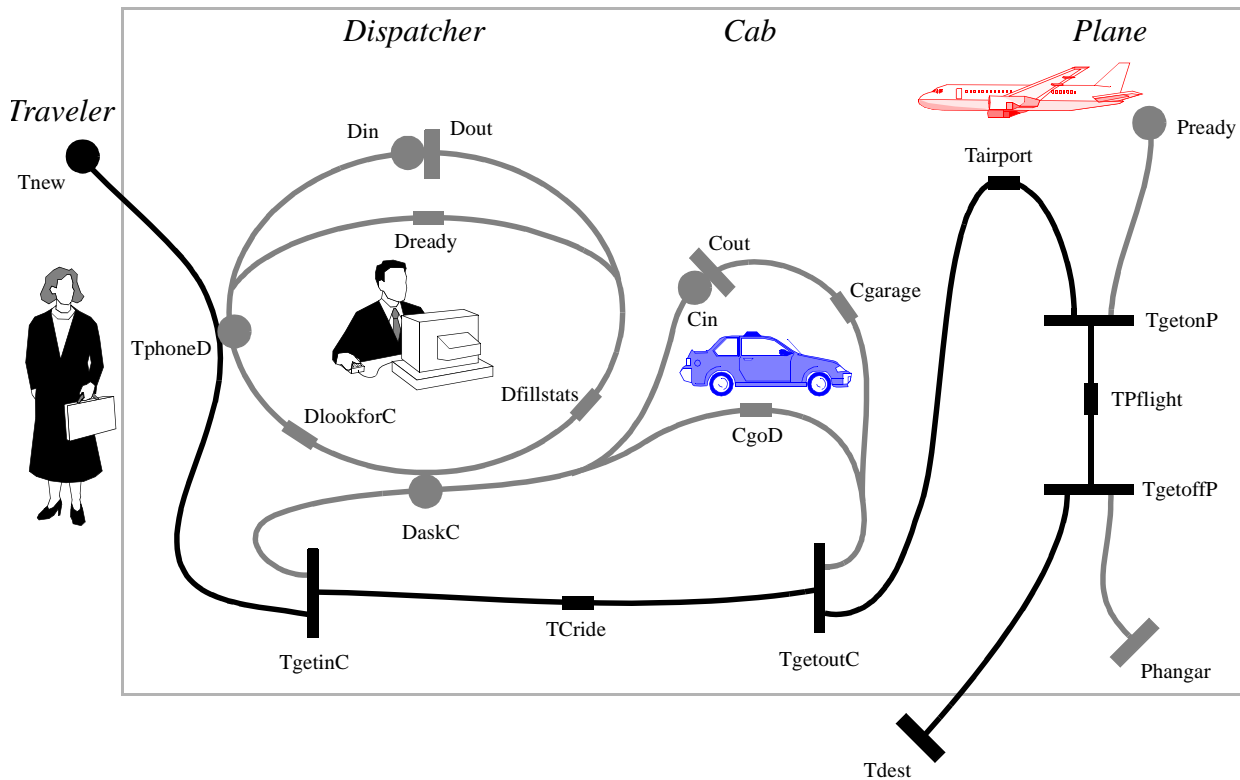 Dispatcher
Cab
Plane
Traveler
Din
Dout
Pready
Tnew
Tairport
Dready
Cout
Cgarage
Cin
TphoneD
TgetonP
Dfillstats
DlookforC
CgoD
TPflight
TgetoffP
DaskC
TCride
TgetinC
TgetoutC
Phangar
Tdest